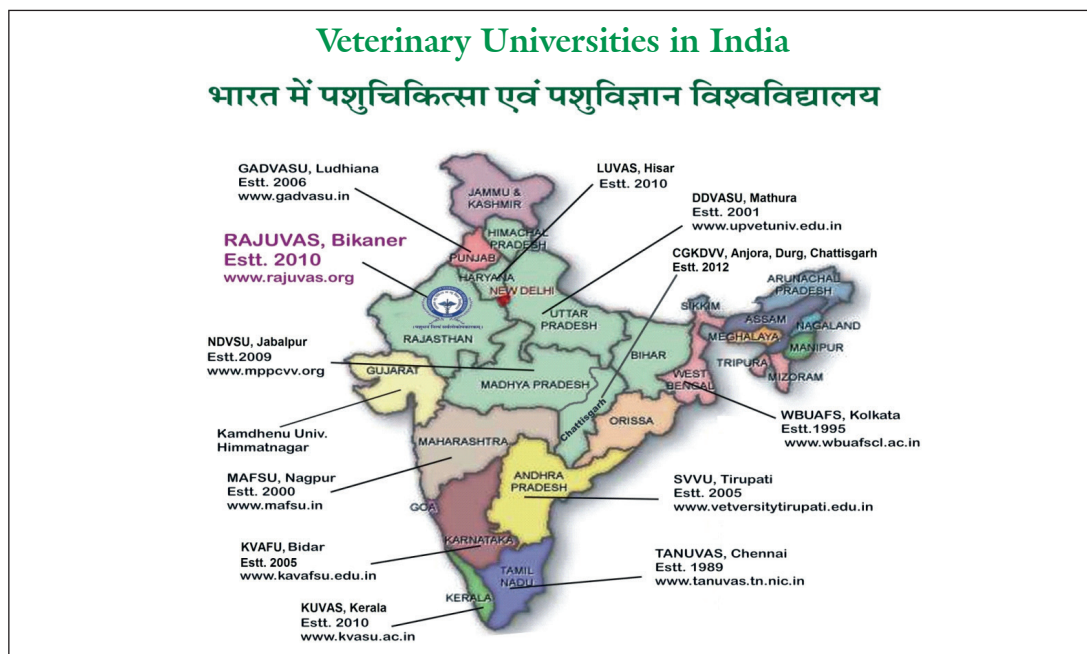 Veterinary Universities in India
भारत में पशुचिकित्सा एवं पशुविज्ञान विश्वविद्यालय
GADVASU, Ludhiana
Estt. 2006
www.gadvasu.in
LUVAS, Hisar
Estt. 2010
DDVASU, Mathura
Estt. 2001
www.upvetuniv.edu.in
RAJUVAS, Bikaner
Estt. 2010
www.rajuvas.org
CGKDVV, Anjora, Durg, Chattisgarh
Estt. 2012
JAMMU &
KASHMIR
HIMACHAL
PRADESH
PUNJAB
HARYANA
NEW DELHI
RAJASTHAN
UTTAR
PRADESH
BIHAR
SIKKIM
ARUNACHAL
PRADESH
ASSAM
NAGALAND
MEGHALAYA
MANIPUR
TRIPURA
MIZORAM
WEST
BENGAL
NDVSU, Jabalpur
Estt.2009
www.mppcvv.org
GUJARAT
MADHYA PRADESH
Chattisgarh
ORISSA
WBUAFS, Kolkata
Estt.1995
www.wbuafscl.ac.in
Kamdhenu Univ.
Himmatnagar
MAHARASHTRA
MAFSU, Nagpur
Estt. 2000
www.mafsu.in
ANDHRA
PRADESH
SVVU, Tirupati
Estt. 2005
www.vetversitytirupati.edu.in
GOA
KARNATAKA
KVAFU, Bidar
Estt. 2005
www.kavafsu.edu.in
TAMIL
NADU
TANUVAS, Chennai
Estt. 1989
www.tanuvas.tn.nic.in
KERALA
KUVAS, Kerala
Estt. 2010
www.kvasu.ac.in